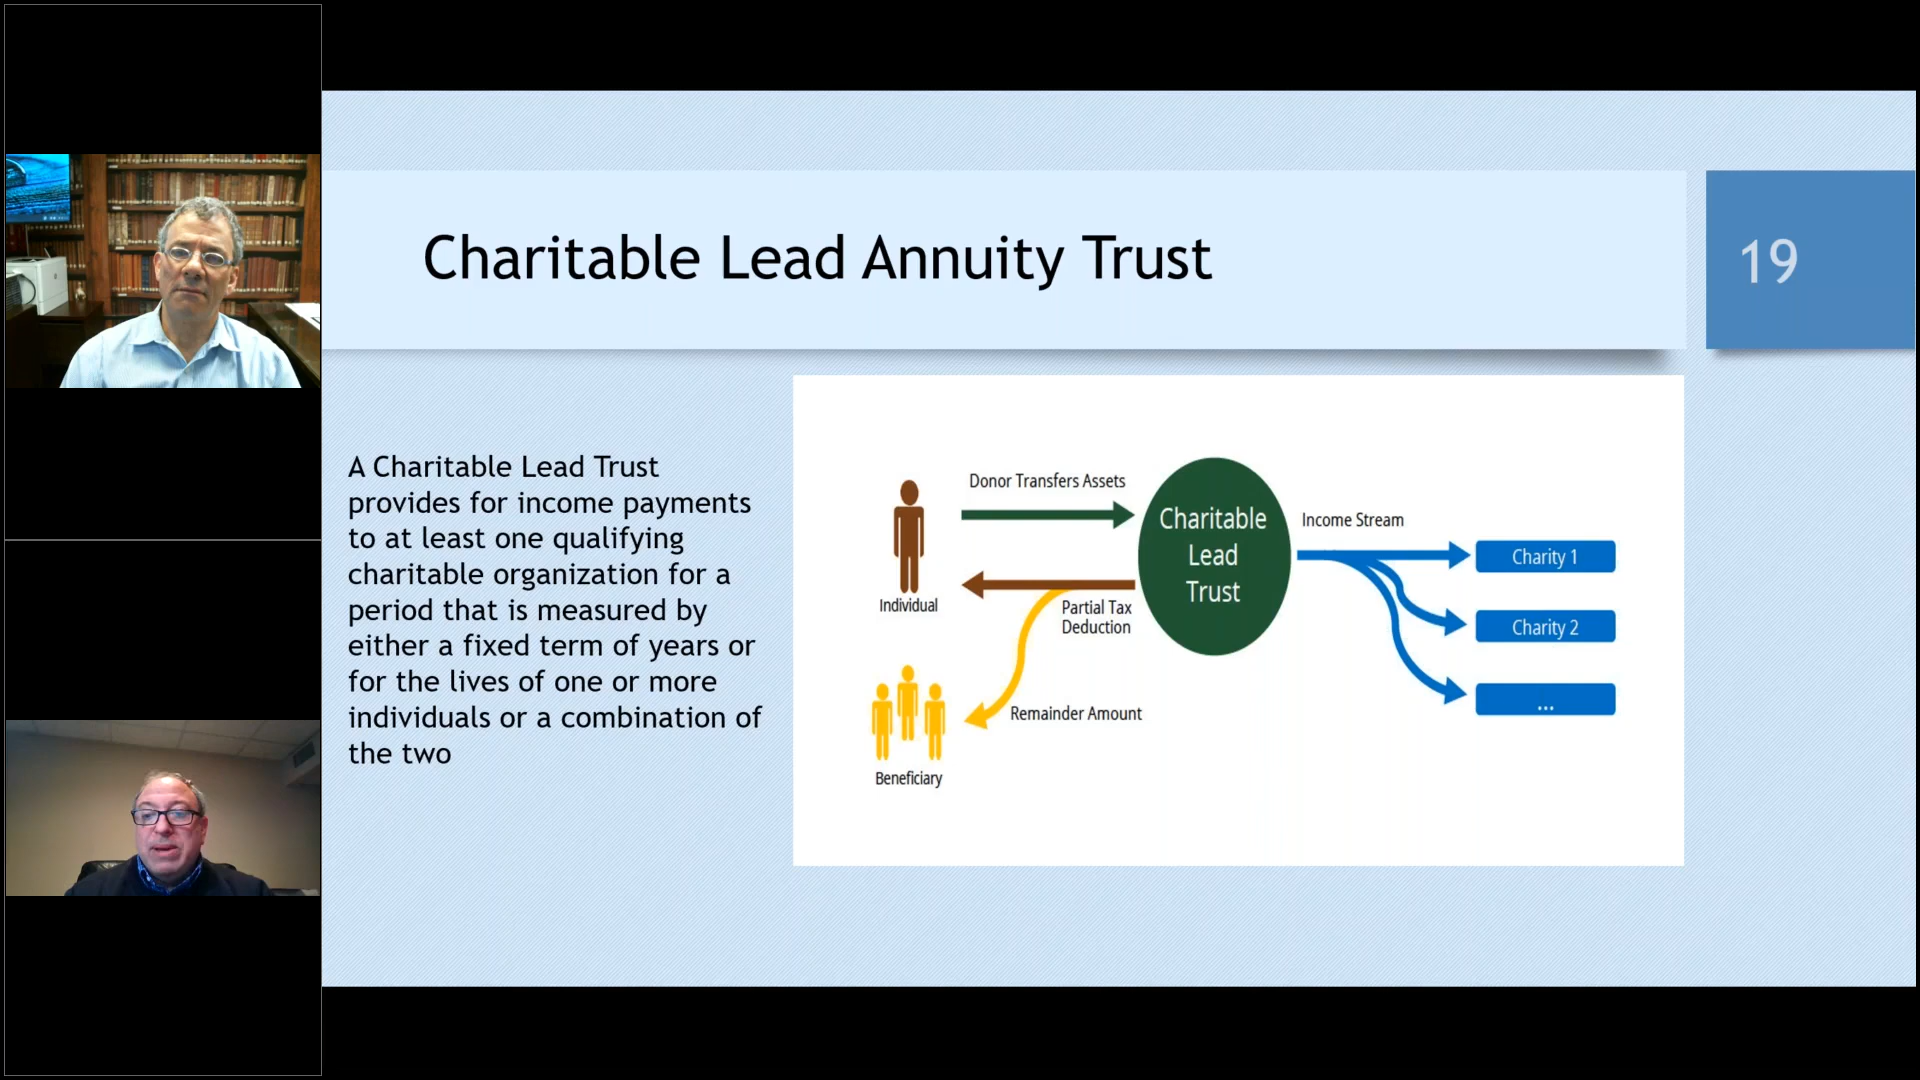 Charitable Lead Annuity Trust
19
A Charitable Lead Trust
provides for income payments
to at least one qualifying
charitable organization for a
period that is measured by
either a fixed term of years or
for the lives of one or more
individuals or a combination of
the two
Donor Transfers Assets
Charitable
Lead
Trust
Income Stream
Charity 1
Charity 2
...
Individual
Partial Tax
Deduction
Remainder Amount
Beneficiary